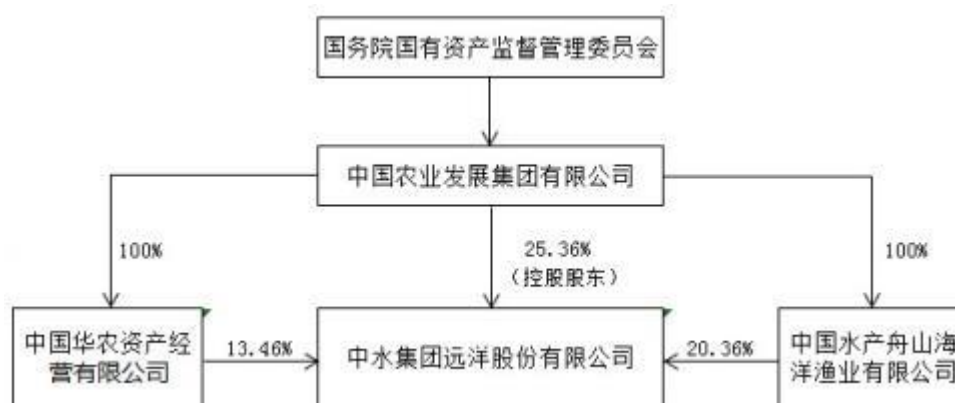 国务院国有资产监督管理委员会
中国农业发展集团有限公司
100%
25.36%
(控股股东)
100%
中国华农资产经
营有限公司
13.46%
中水集团远洋股份有限公司
20.36%
中国水产舟山海
洋渔业有限公司